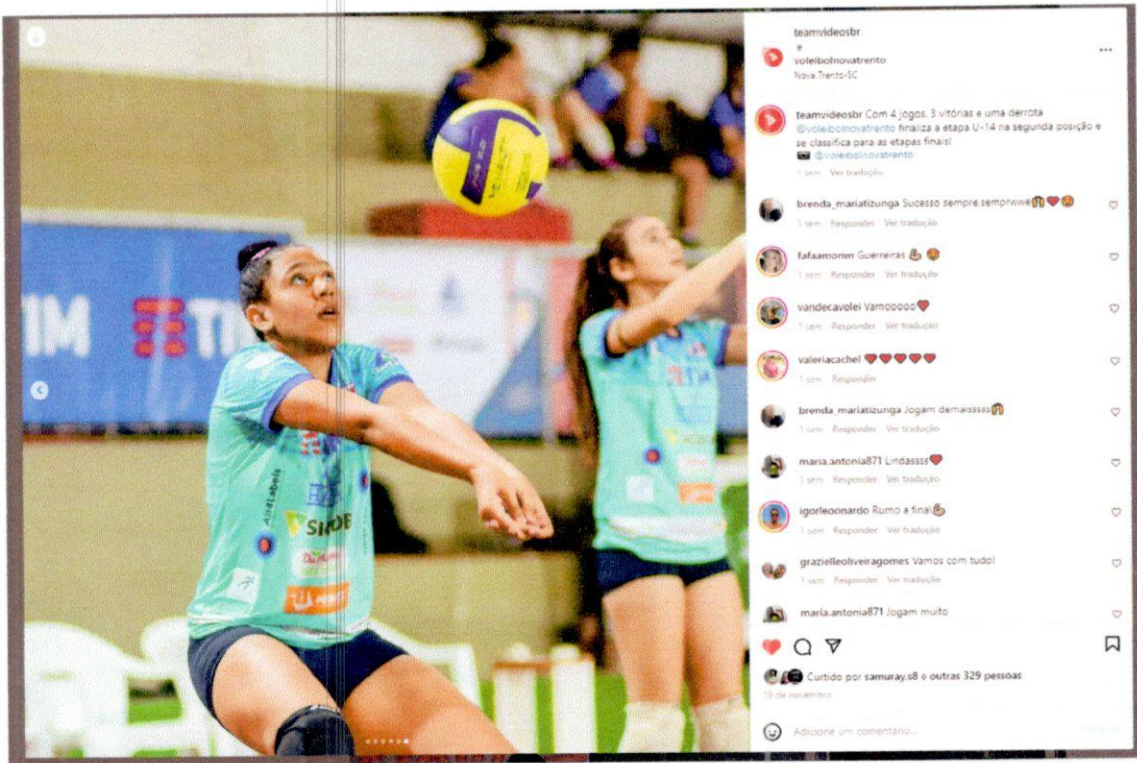 teamvideosbr
e
voleibolnovatrento
Nova Trento-SC
teamvideosbr Com 4 jogos. 3 vitórias e uma derrota
@voleibolnovatrento finaliza a etapa U-14 na segunda posição e
se classifica para as etapas finais!
📷 @voleibolnovatrento
1 sem Ver tradução
brenda_mariatizunga Sucesso sempre.semprwwe
1 sem Responder Ver tradução
fafaamorim Guerreiras
1 sem Responder Ver tradução
vandecavolei Vamooooo❤
1 sem Responder Ver tradução
valeriacachel ❤❤❤❤❤
1 sem Responder
brenda_mariatizunga Jogam demaisssss
1 sem Responder Ver tradução
maria.antonia871 Lindassss❤
1 sem Responder Ver tradução
igorleoonardo Rumo a final
1 sem Responder Ver tradução
grazielleoliveiragomes Vamos com tudo!
1 sem Responder Ver tradução
maria.antonia871 Jogam muito
Curtido por samuray.s8 e outras 329 pessoas
19 de novembro
Adicione um comentário...
TIM
All4Labels